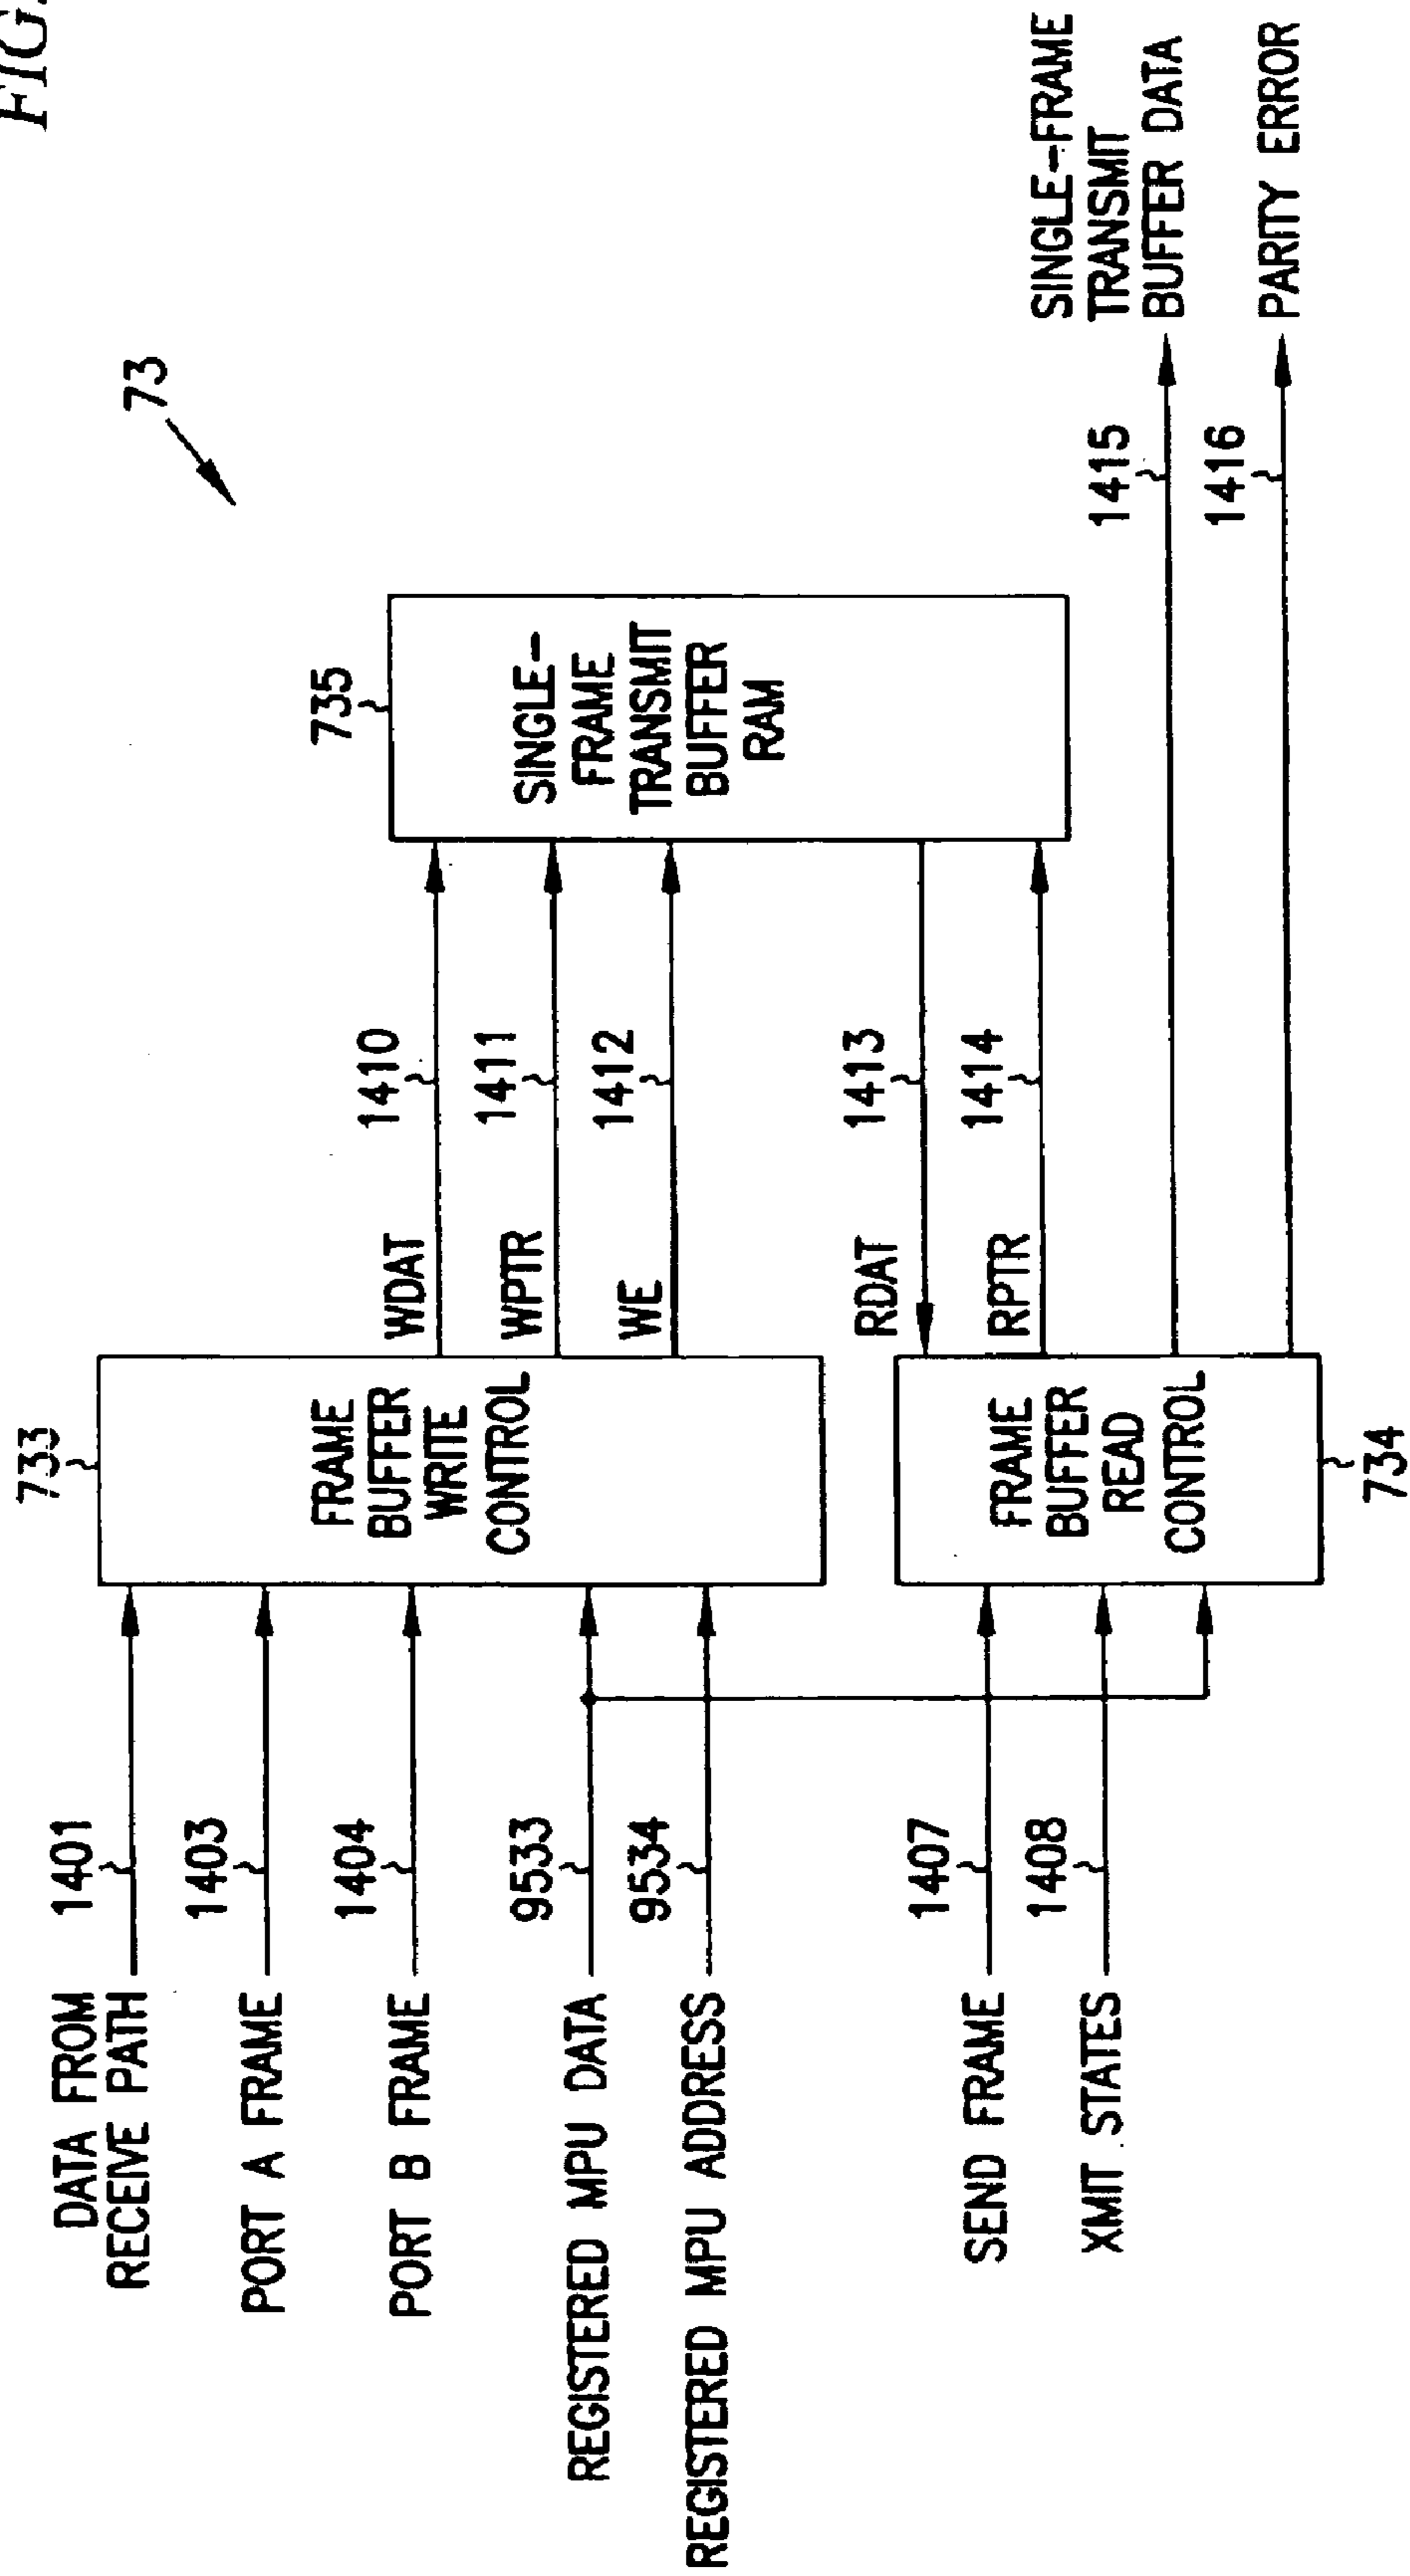 FIG.
73
733
735
DATA FROM
RECEIVE PATH
1401
PORT A FRAME
1403
PORT B FRAME
1404
REGISTERED MPU DATA
9533
REGISTERED MPU ADDRESS
9534
FRAME
BUFFER
WRITE
CONTROL
WDAT
1410
WPTR
1411
WE
1412
SINGLE-
FRAME
TRANSMIT
BUFFER
RAM
SEND FRAME
1407
XMIT STATES
1408
FRAME
BUFFER
READ
CONTROL
734
RDAT
1413
RPTR
1414
1415
SINGLE-FRAME
TRANSMIT
BUFFER DATA
1416
PARITY ERROR